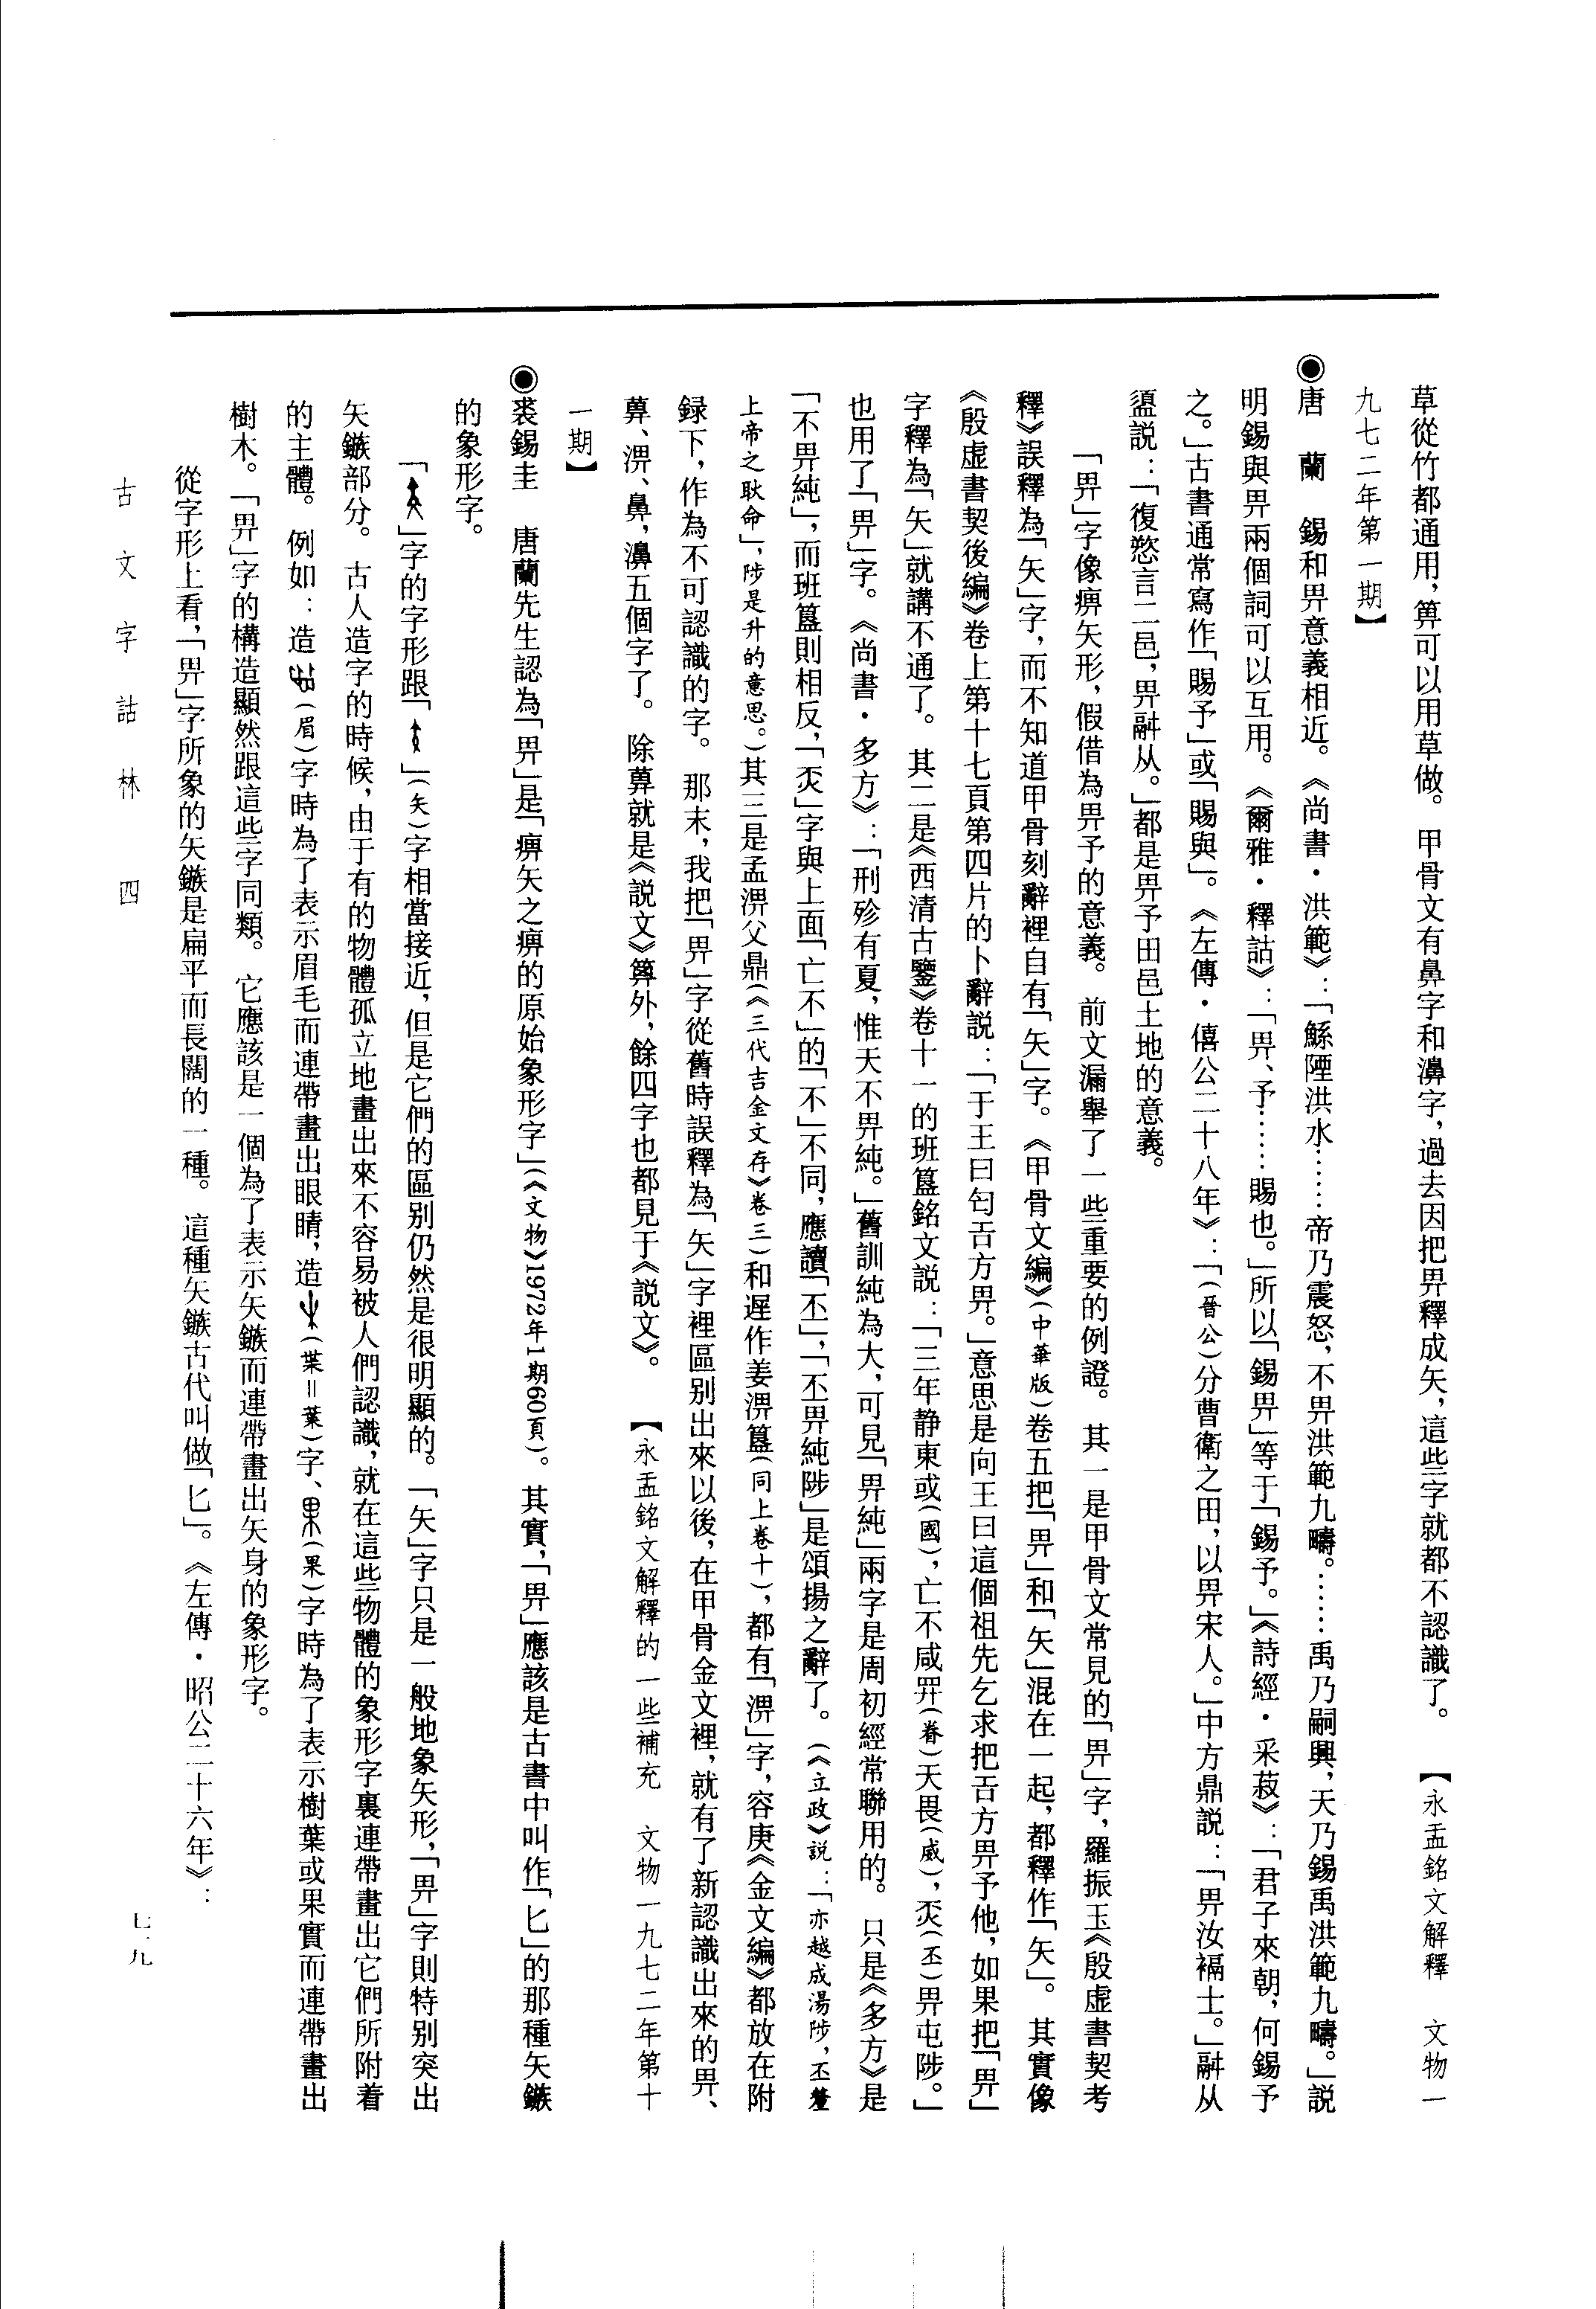 草從竹都通用，箅可以用草做。甲骨文有鼻字和濞字，過去因把畀釋成矢，這些字就都不認識了。　【永盂銘文解釋　文物一
九七二年第一期】
◉唐　蘭　錫和畀意義相近。《尚書・洪範》：「鯀陻洪水……帝乃震怒，不畀洪範九疇。……禹乃嗣興，天乃錫禹洪範九疇。」説
明錫與畀兩個詞可以互用。《爾雅・釋詁》：「畀、予……賜也。」所以「錫畀」等于「錫予。」《詩經・采菽》：「君子來朝，何錫予
之。」古書通常寫作「賜予」或「賜與」。《左傳・僖公二十八年》：「（晉公）分曹衛之田，以畀宋人。」中方鼎説：「畀汝褔士。」从
盨説：「復慦言二邑，畀从。」都是畀予田邑土地的意義。
「畀」字像痹矢形，假借為畀予的意義。前文漏舉了一些重要的例證。其一是甲骨文常見的「畀」字，羅振玉《殷虛書契考
釋》誤釋為「矢」字，而不知道甲骨刻辭裡自有「矢」字。《甲骨文編》（中華版）卷五把「畀」和「矢」混在一起，都釋作「矢」。其實像
《殷虛書契後編》卷上第十七頁第四片的卜辭説：「于王曰匄舌方畀。」意思是向王曰這個祖先乞求把舌方畀予他，如果把「畀」
字釋為「矢」就講不通了。其二是《西清古鑒》卷十一的班簋銘文説：「三年静東或（國），亡不咸（眷）天畏（威），（丕）畀屯陟。」
也用了「畀」字。《尚書・多方》：「刑殄有夏，惟天不畀純。」舊訓純為大，可見「畀純」兩字是周初經常聯用的。只是《多方》是
「不畀純」，而班簋則相反，「」字與上面「亡不」的「不」不同，應讀「丕」，「丕畀純陟」是頌揚之辭了。（《立政》説：「亦越成湯陟，丕釐
上帝之耿命」，陟是升的意思。）其三是孟淠父鼎（《三代吉金文存》卷三）和遲作姜淠簋（同上卷十），都有「淠」字，容庚《金文編》都放在附
録下，作為不可認識的字。那末，我把「畀」字從舊時誤釋為「矢」字裡區别出來以後，在甲骨金文裡，就有了新認識出來的畀、
萆、淠、鼻，濞五個字了。除萆就是《説文》箅外，餘四字也都見于《説文》。　【永盂銘文解釋的一些補充　文物一九七二年第十
一期】
◉裘錫圭　唐蘭先生認為「畀」是「痹矢之痹的原始象形字」（《文物》1972年1期60頁）。其實，「畀」應該是古書中叫作「匕」的那種矢鏃
的象形字。
「」字的字形跟「」（矢）字相當接近，但是它們的區别仍然是很明顯的。「矢」字只是一般地象矢形，「畀」字則特别突出
矢鏃部分。古人造字的時候，由于有的物體孤立地畫出來不容易被人們認識，就在這些物體的象形字裏連帶畫出它們所附着
的主體。例如：造（眉）字時為了表示眉毛而連帶畫出眼睛，造（枼＝葉）字、（果）字時為了表示樹葉或果實而連帶畫出
樹木。「畀」字的構造顯然跟這些字同類。它應該是一個為了表示矢鏃而連帶畫出矢身的象形字。
從字形上看，「畀」字所象的矢鏃是扁平而長闊的一種。這種矢鏃古代叫做「匕」。《左傳・昭公二十六年》：
古文字詁林　四
七一九